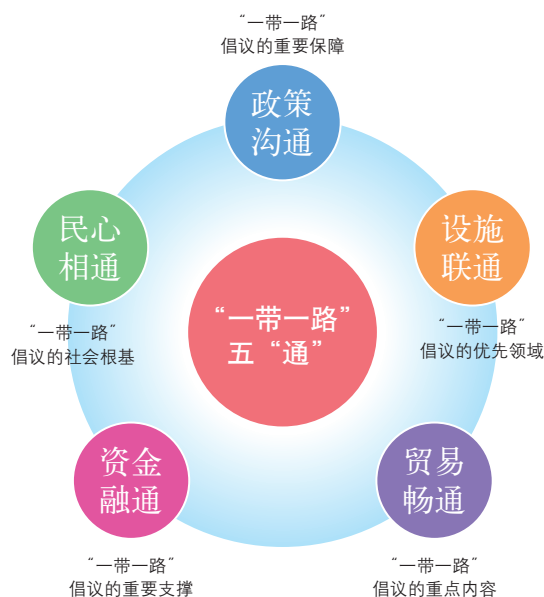 “一带一路”
倡议的重要保障
政策
沟通
民心
相通
设施
联通
“一带一路”
五“通”
“一带一路”
倡议的社会根基
“一带一路”
倡议的优先领域
资金
融通
贸易
畅通
“一带一路”
倡议的重要支撑
“一带一路”
倡议的重点内容